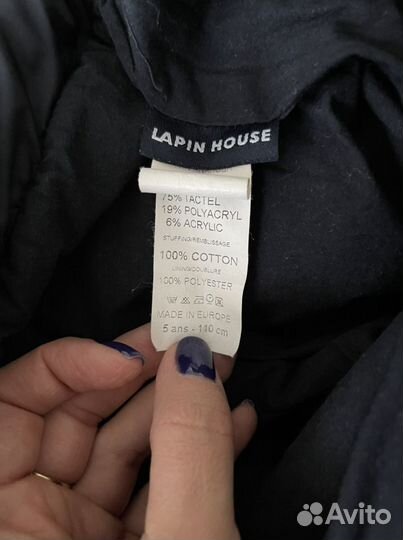 LAPIN HOUSE
75% TACTEL
19% POLYACRYL
6% ACRYLIC
STUFFING/REMBLISSAGE
100% COTTON
LINING/DOUBLURE
100% POLYESTER
MADE IN EUROPE
5 ans - 110 cm
Avito